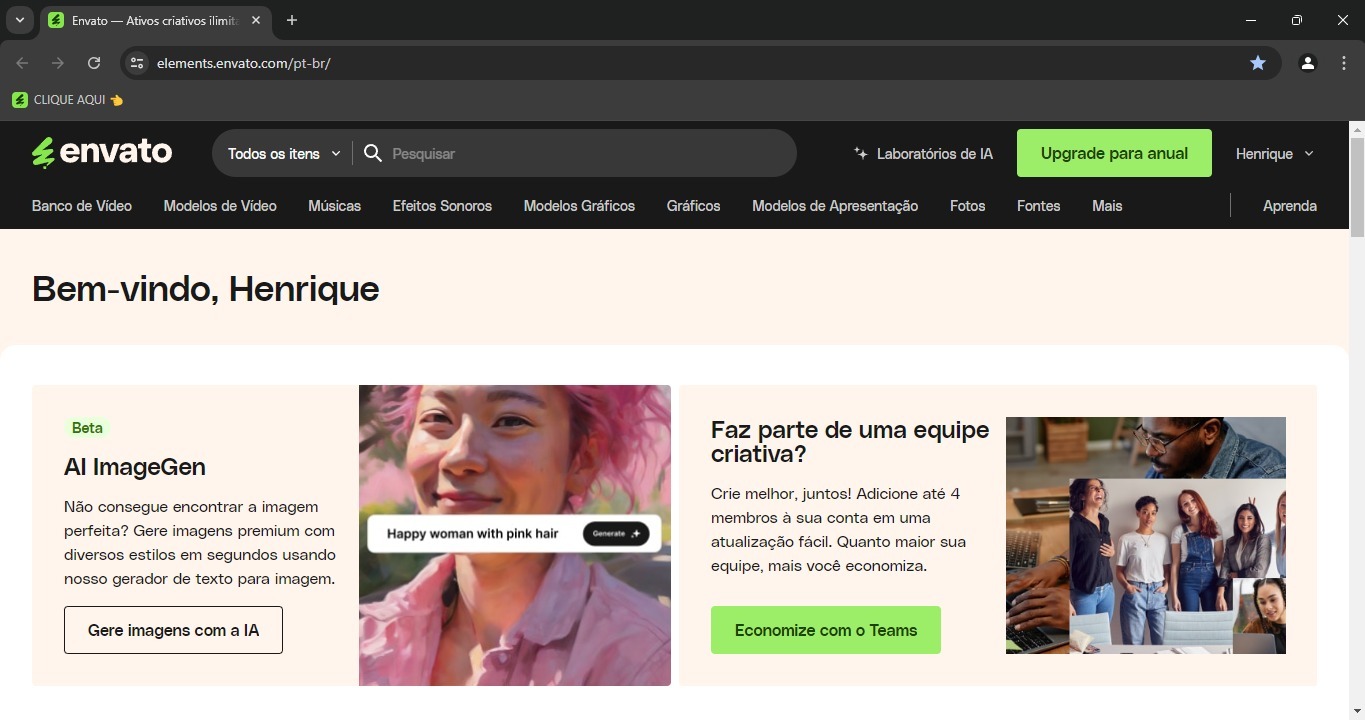 Envato — Ativos criativos ilimita
elements.envato.com/pt-br/
CLIQUE AQUI 👈
envato
Todos os itens
Pesquisar
Laboratórios de IA
Upgrade para anual
Henrique
Banco de Vídeo
Modelos de Vídeo
Músicas
Efeitos Sonoros
Modelos Gráficos
Gráficos
Modelos de Apresentação
Fotos
Fontes
Mais
Aprenda
Bem-vindo, Henrique
Beta
AI ImageGen
Não consegue encontrar a imagem
perfeita? Gere imagens premium com
diversos estilos em segundos usando
nosso gerador de texto para imagem.
Gere imagens com a IA
Happy woman with pink hair
Generate
Faz parte de uma equipe
criativa?
Crie melhor, juntos! Adicione até 4
membros à sua conta em uma
atualização fácil. Quanto maior sua
equipe, mais você economiza.
Economize com o Teams